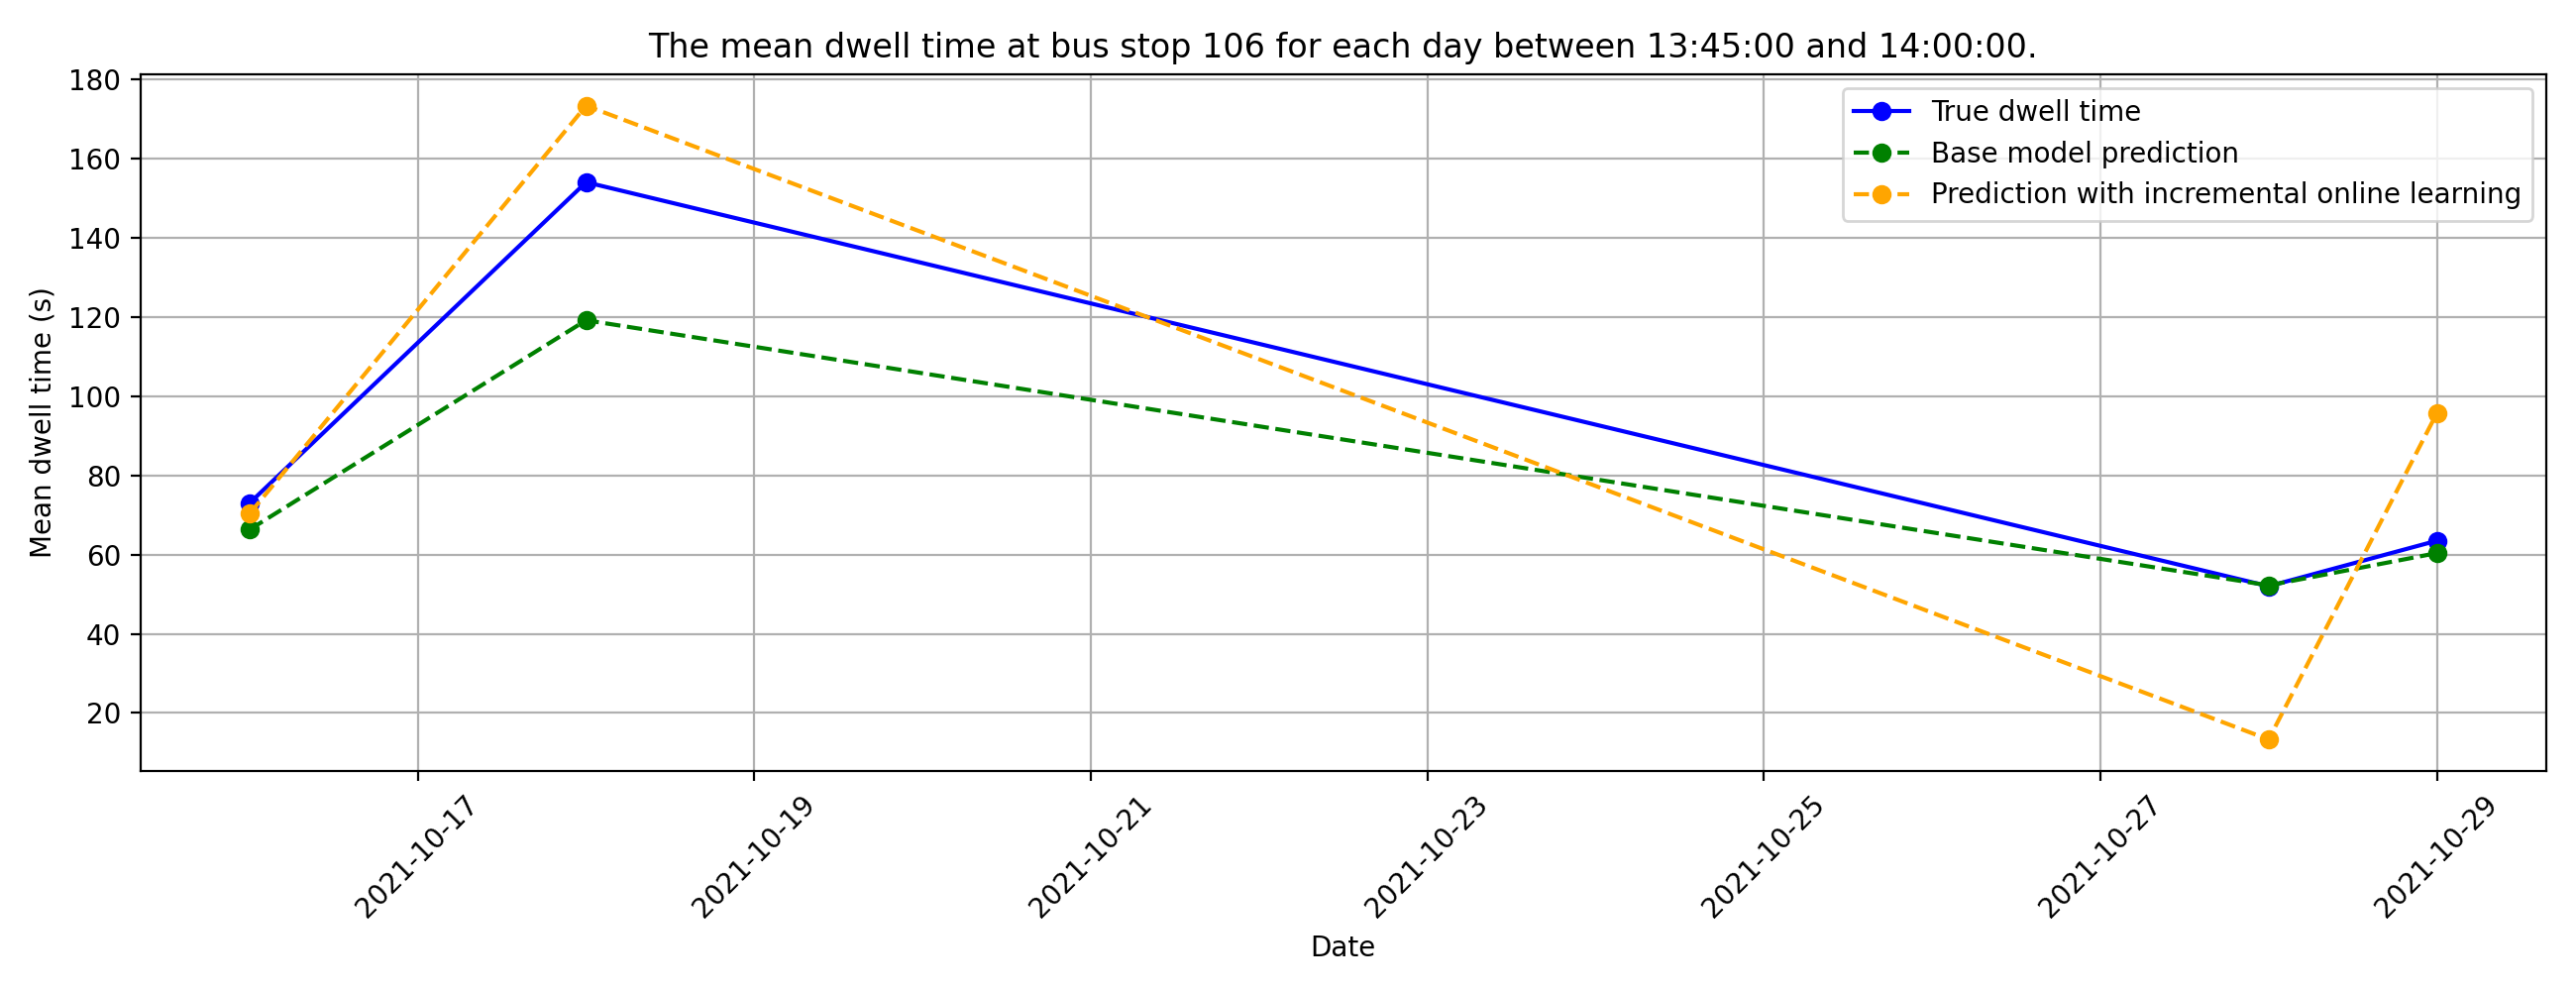 The mean dwell time at bus stop 106 for each day between 13:45:00 and 14:00:00.
Mean dwell time (s)
180
160
140
120
100
80
60
40
20
True dwell time
Base model prediction
Prediction with incremental online learning
2021-10-17
2021-10-19
2021-10-21
2021-10-23
2021-10-25
2021-10-27
2021-10-29
Date